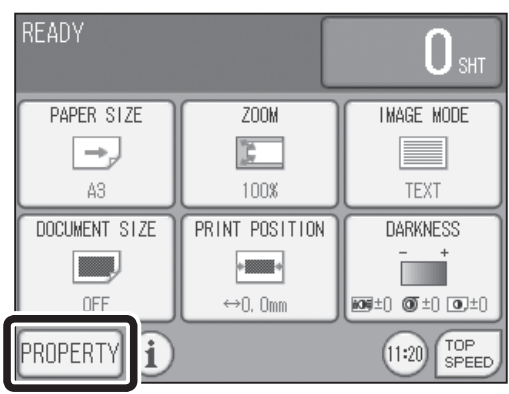 READY
0 SHT
PAPER SIZE
A3
ZOOM
100%
IMAGE MODE
TEXT
DOCUMENT SIZE
OFF
PRINT POSITION
↔0. 0mm
DARKNESS
- +
±0 ±0 ±0
PROPERTY
i
11:20
TOP
SPEED